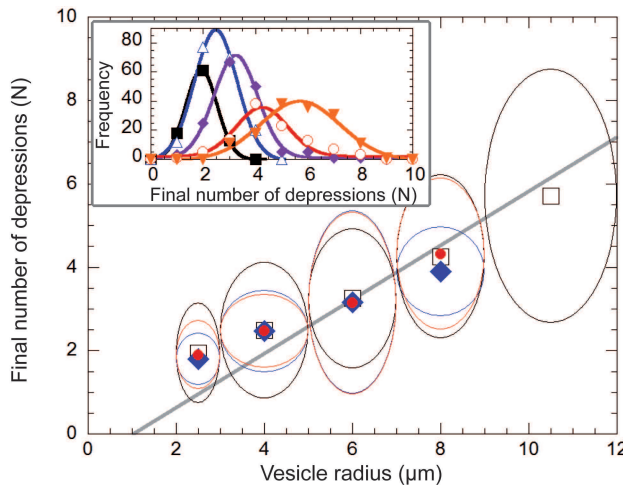 10
8
6
4
2
0
Final number of depressions (N)
0 2 4 6 8 10 12
Vesicle radius (μm)
80
60
40
20
0
Frequency
0 2 4 6 8 10
Final number of depressions (N)